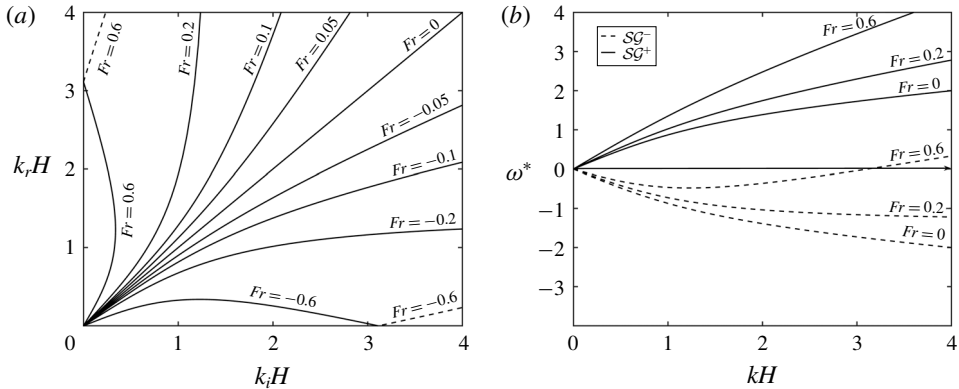 (a)
4
3
k_rH 2
1
0
1
2
3
4
k_iH
Fr = 0.6
Fr = 0.2
Fr = 0.1
Fr = 0.05
Fr = 0
Fr = −0.05
Fr = −0.1
Fr = −0.2
Fr = 0.6
Fr = −0.6
Fr = −0.6
(b)
4
3
2
1
ω* 0
−1
−2
−3
0
1
2
3
4
kH
SG−
SG+
Fr = 0.6
Fr = 0.2
Fr = 0
Fr = 0.6
Fr = 0.2
Fr = 0